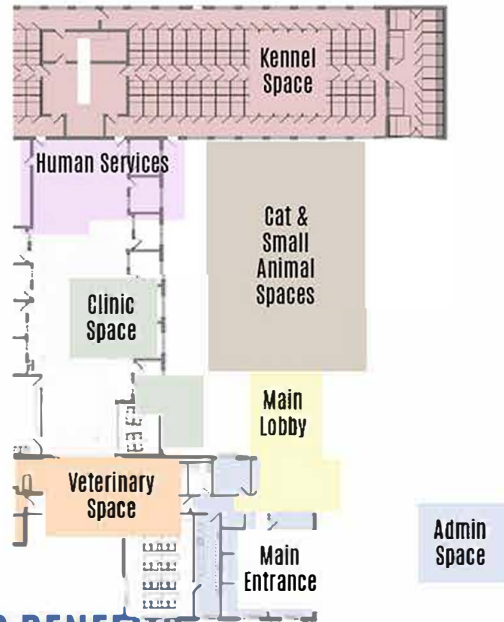 Kennel
Space
Human Services
Cat &
Small
Animal
Spaces
Clinic
Space
Main
Lobby
Veterinary
Space
Admin
Space
Main
Entrance